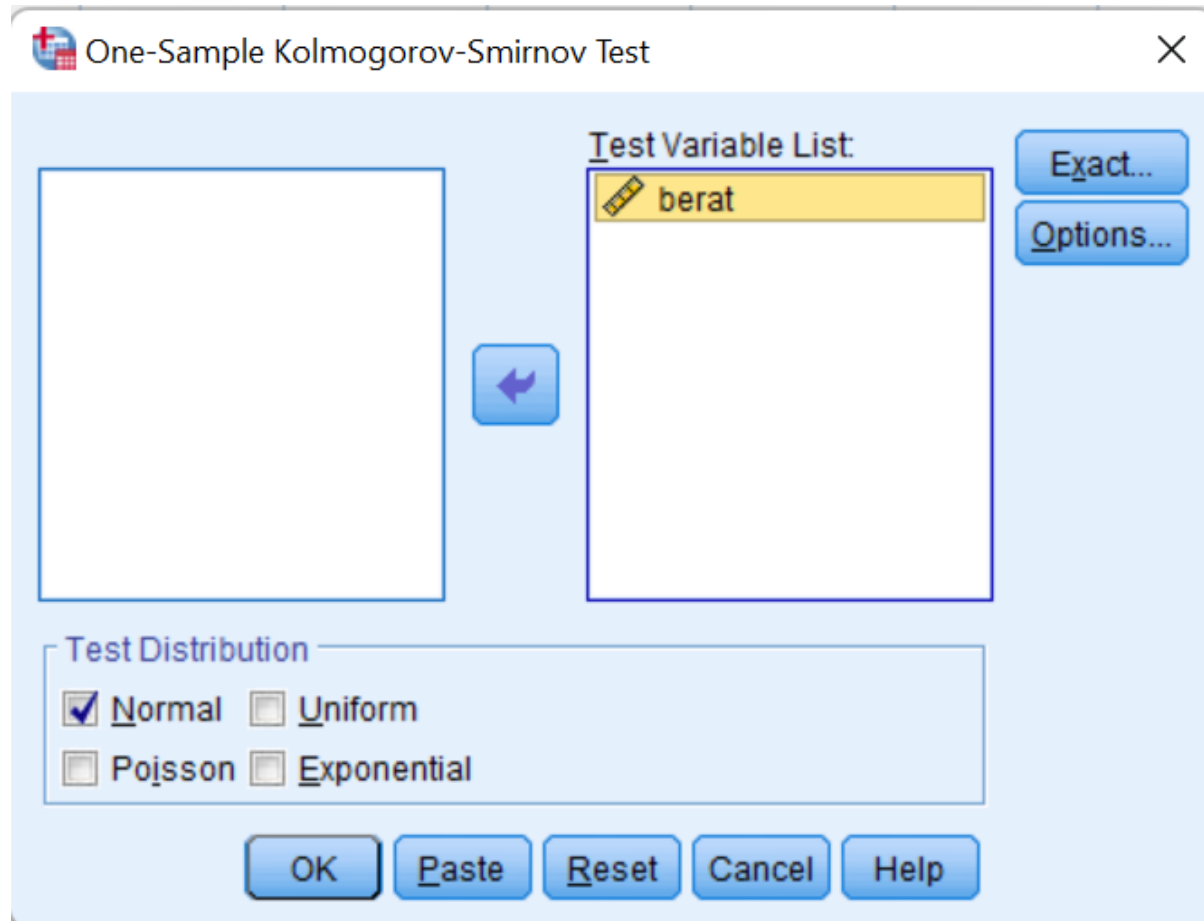 One-Sample Kolmogorov-Smirnov Test
Test Variable List:
berat
Exact...
Options...
Test Distribution
Normal Uniform
Poisson Exponential
OK Paste Reset Cancel Help